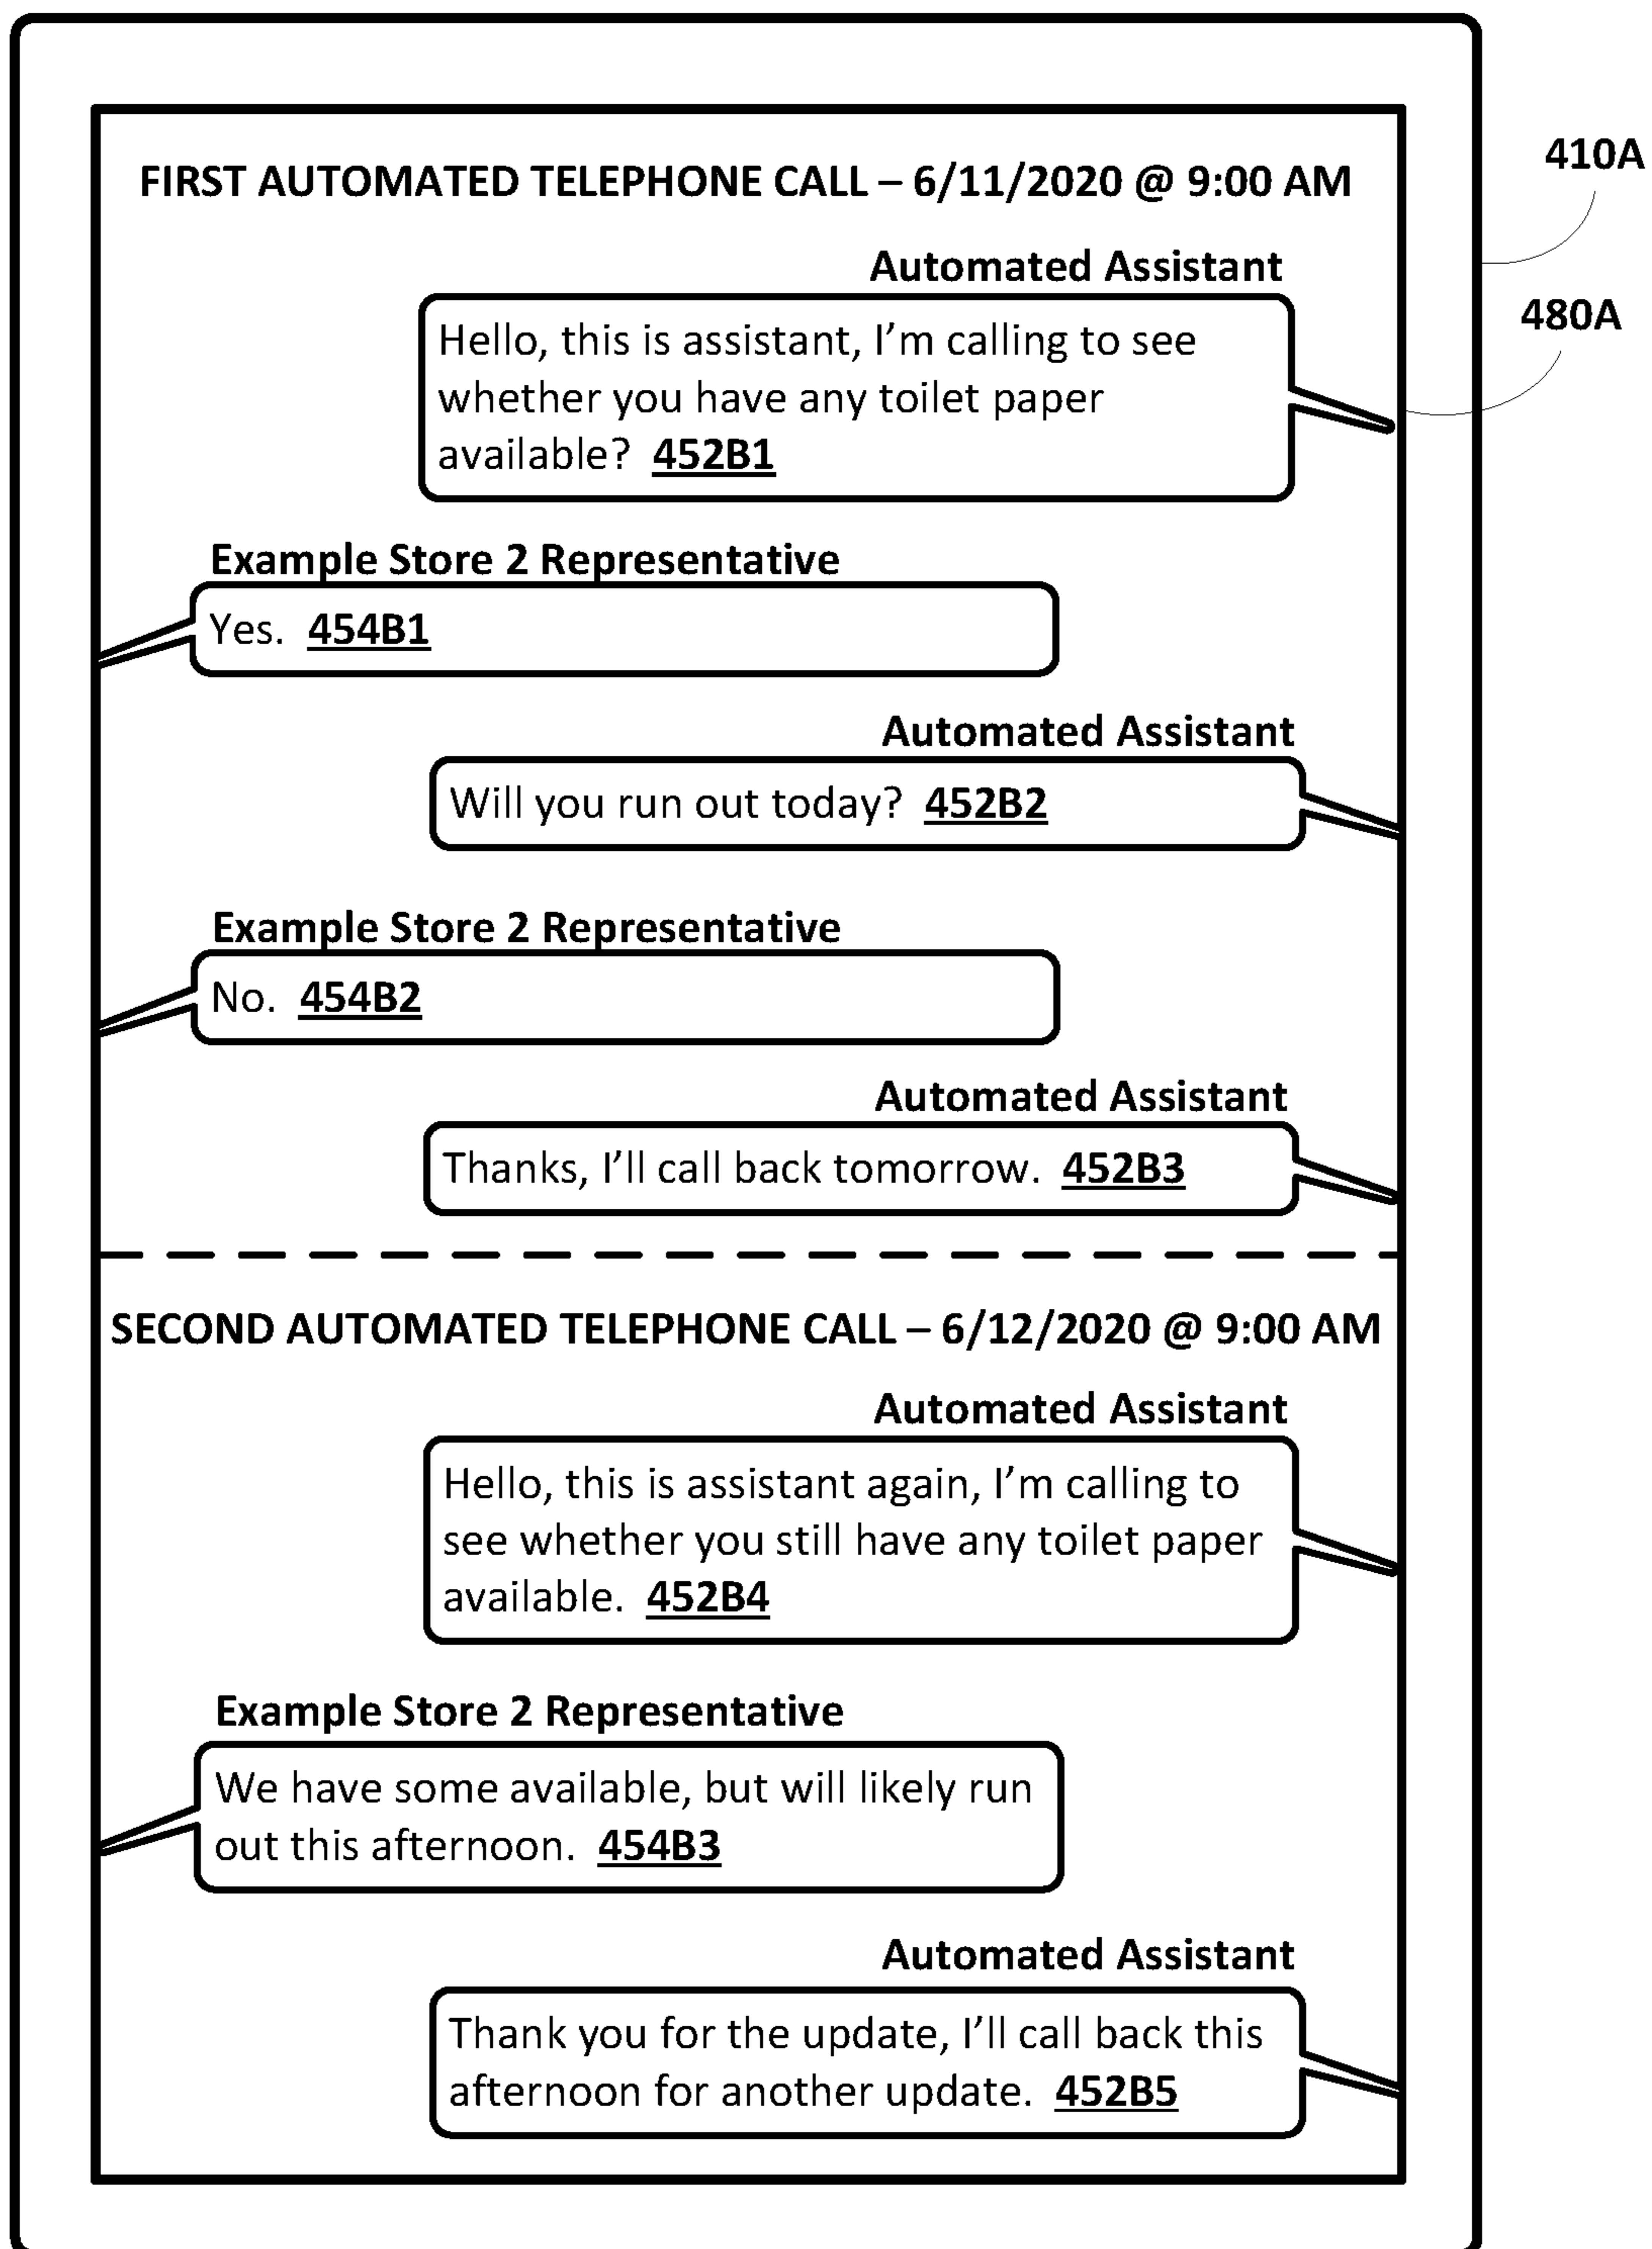 FIRST AUTOMATED TELEPHONE CALL – 6/11/2020 @ 9:00 AM
410A
Automated Assistant
480A
Hello, this is assistant, I'm calling to see
whether you have any toilet paper
available? 452B1
Example Store 2 Representative
Yes. 454B1
Automated Assistant
Will you run out today? 452B2
Example Store 2 Representative
No. 454B2
Automated Assistant
Thanks, I'll call back tomorrow. 452B3
SECOND AUTOMATED TELEPHONE CALL – 6/12/2020 @ 9:00 AM
Automated Assistant
Hello, this is assistant again, I'm calling to
see whether you still have any toilet paper
available. 452B4
Example Store 2 Representative
We have some available, but will likely run
out this afternoon. 454B3
Automated Assistant
Thank you for the update, I'll call back this
afternoon for another update. 452B5